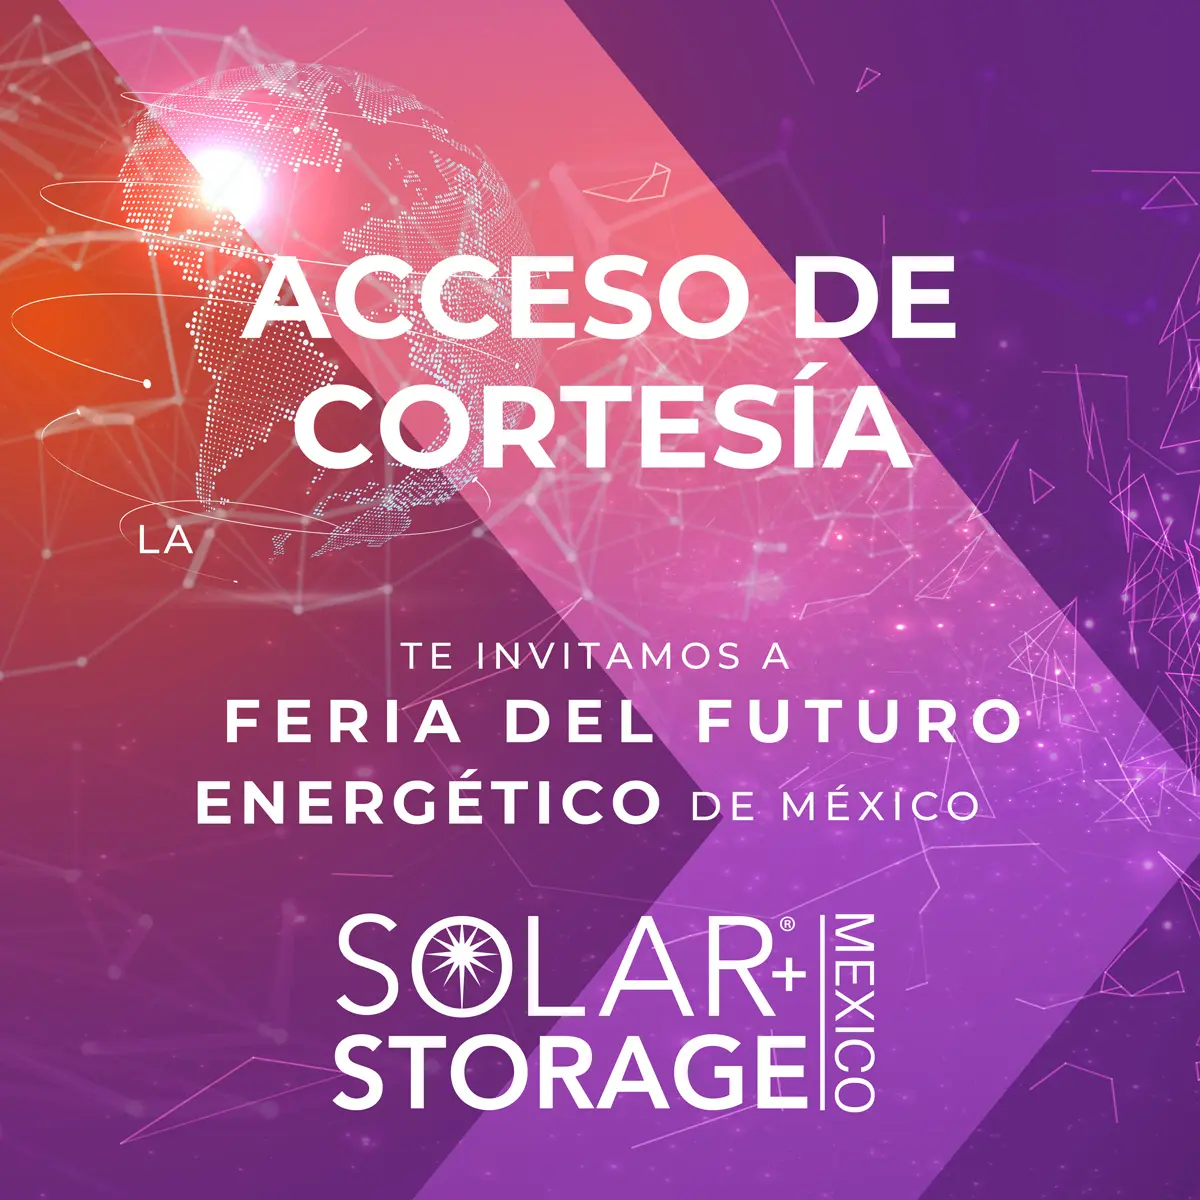 ACCESO DE
CORTESÍA
LA
TE INVITAMOS A
FERIA DEL FUTURO
ENERGÉTICO DE MÉXICO
SOLAR®+
STORAGE
MEXICO